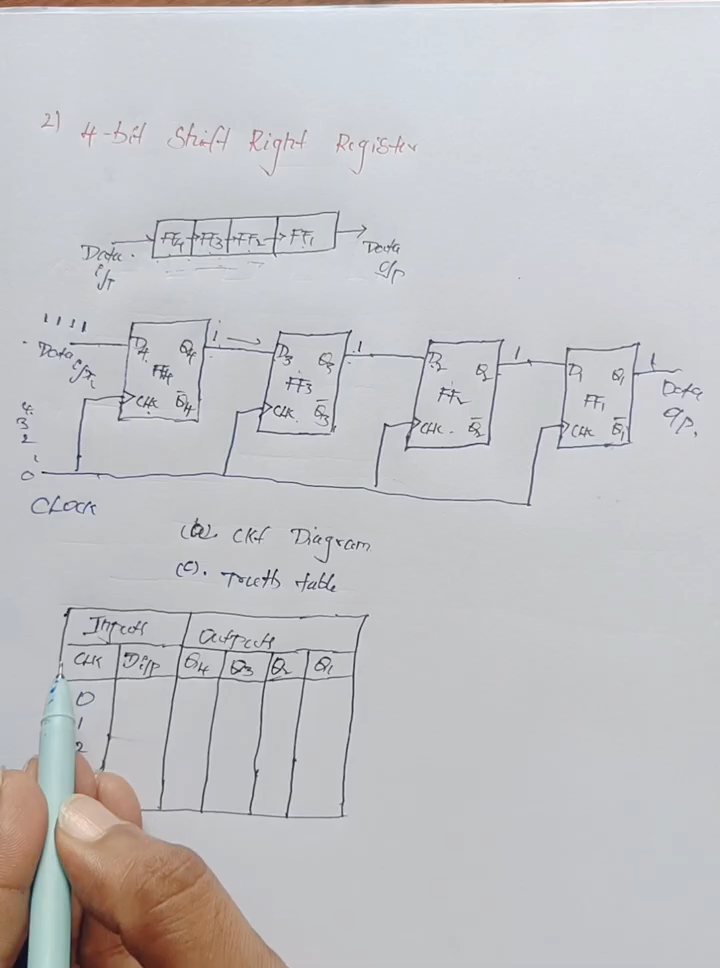 2) 4-bit Shift Right Register
FF4 FF3 FF2 FF1
Data i/p
Data o/p
1 1 1 1
Data i/p
D4 Q4 1
FF4
CLK Q̅4
D3 Q3 1
FF3
CLK Q̅3
D2 Q2 1
FF2
CLK Q̅2
D1 Q1 1
FF1
CLK Q̅1
Data o/p.
4
3
2
1
0
CLOCK
Ckt Diagram
(c). Truth table
Inputs Outputs
CLK Di/p Q4 Q3 Q2 Q1
0
1
2